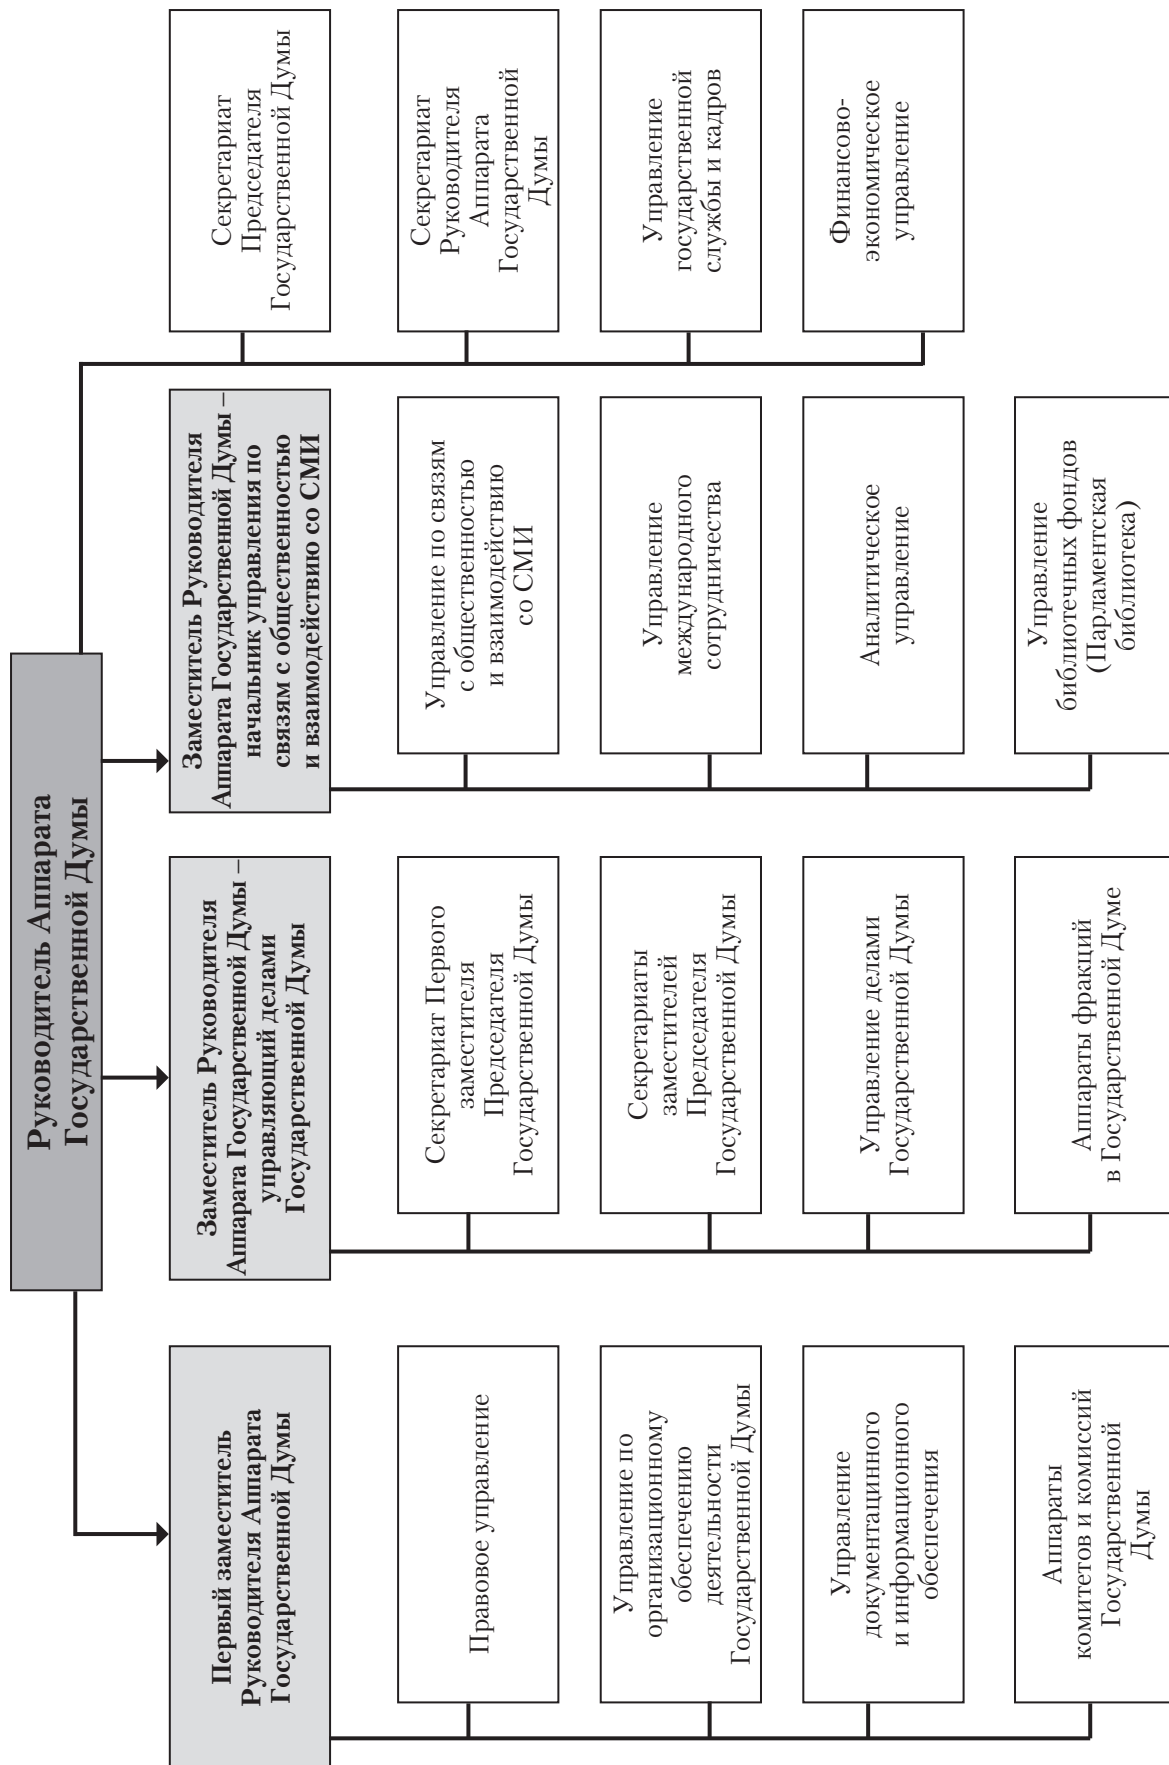 Руководитель Аппарата
Государственной Думы
Первый заместитель
Руководителя Аппарата
Государственной Думы
Правовое управление
Управление по
организационному
обеспечению
деятельности
Государственной Думы
Управление
документацинного
и информационного
обеспечения
Аппараты
комитетов и комиссий
Государственной
Думы
Заместитель Руководителя
Аппарата Государственной Думы –
управляющий делами
Государственной Думы
Секретариат Первого
заместителя
Председателя
Государственной Думы
Секретариаты
заместителей
Председателя
Государственной Думы
Управление делами
Государственной Думы
Аппараты фракций
в Государственной Думе
Заместитель Руководителя
Аппарата Государственной Думы –
начальник управления по
связям с общественностью
и взаимодействию со СМИ
Управление по связям
с общественностью
и взаимодействию
со СМИ
Управление
международного
сотрудничества
Аналитическое
управление
Управление
библиотечных фондов
(Парламентская
библиотека)
Секретариат
Председателя
Государственной Думы
Секретариат
Руководителя
Аппарата
Государственной
Думы
Управление
государственной
службы и кадров
Финансово-
экономическое
управление